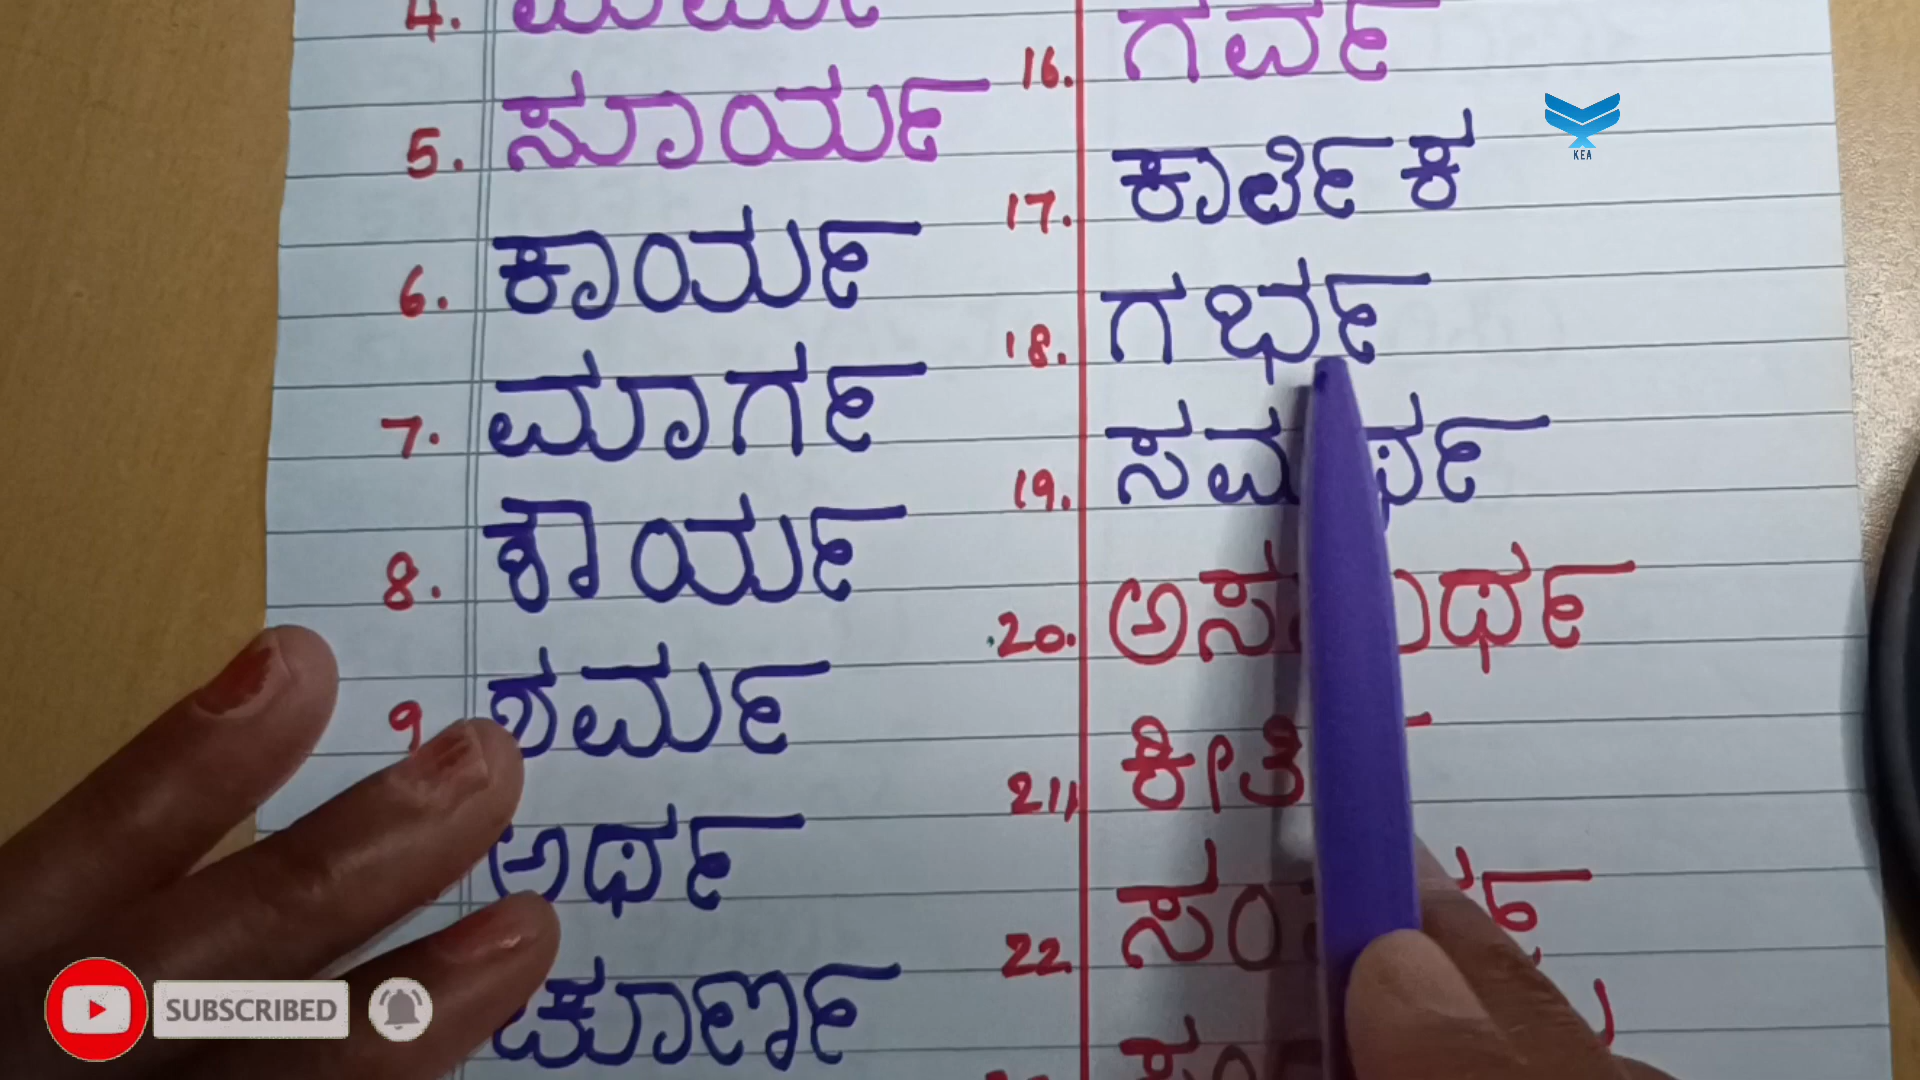 4.
5. ಸೂರ್ಯ
6. ಕಾರ್ಯ
7. ಮಾರ್ಗ
8. ಶೌರ್ಯ
9. ಶರ್ಮ
ಅರ್ಥ
ಚೂರ್ಣ
16. ಗರ್ವ
17. ಕಾರ್ತಿಕ
18. ಗರ್ಭ
19. ಸಮರ್ಥ
20. ಅಸಮರ್ಥ
21,
22.
KEA
SUBSCRIBED